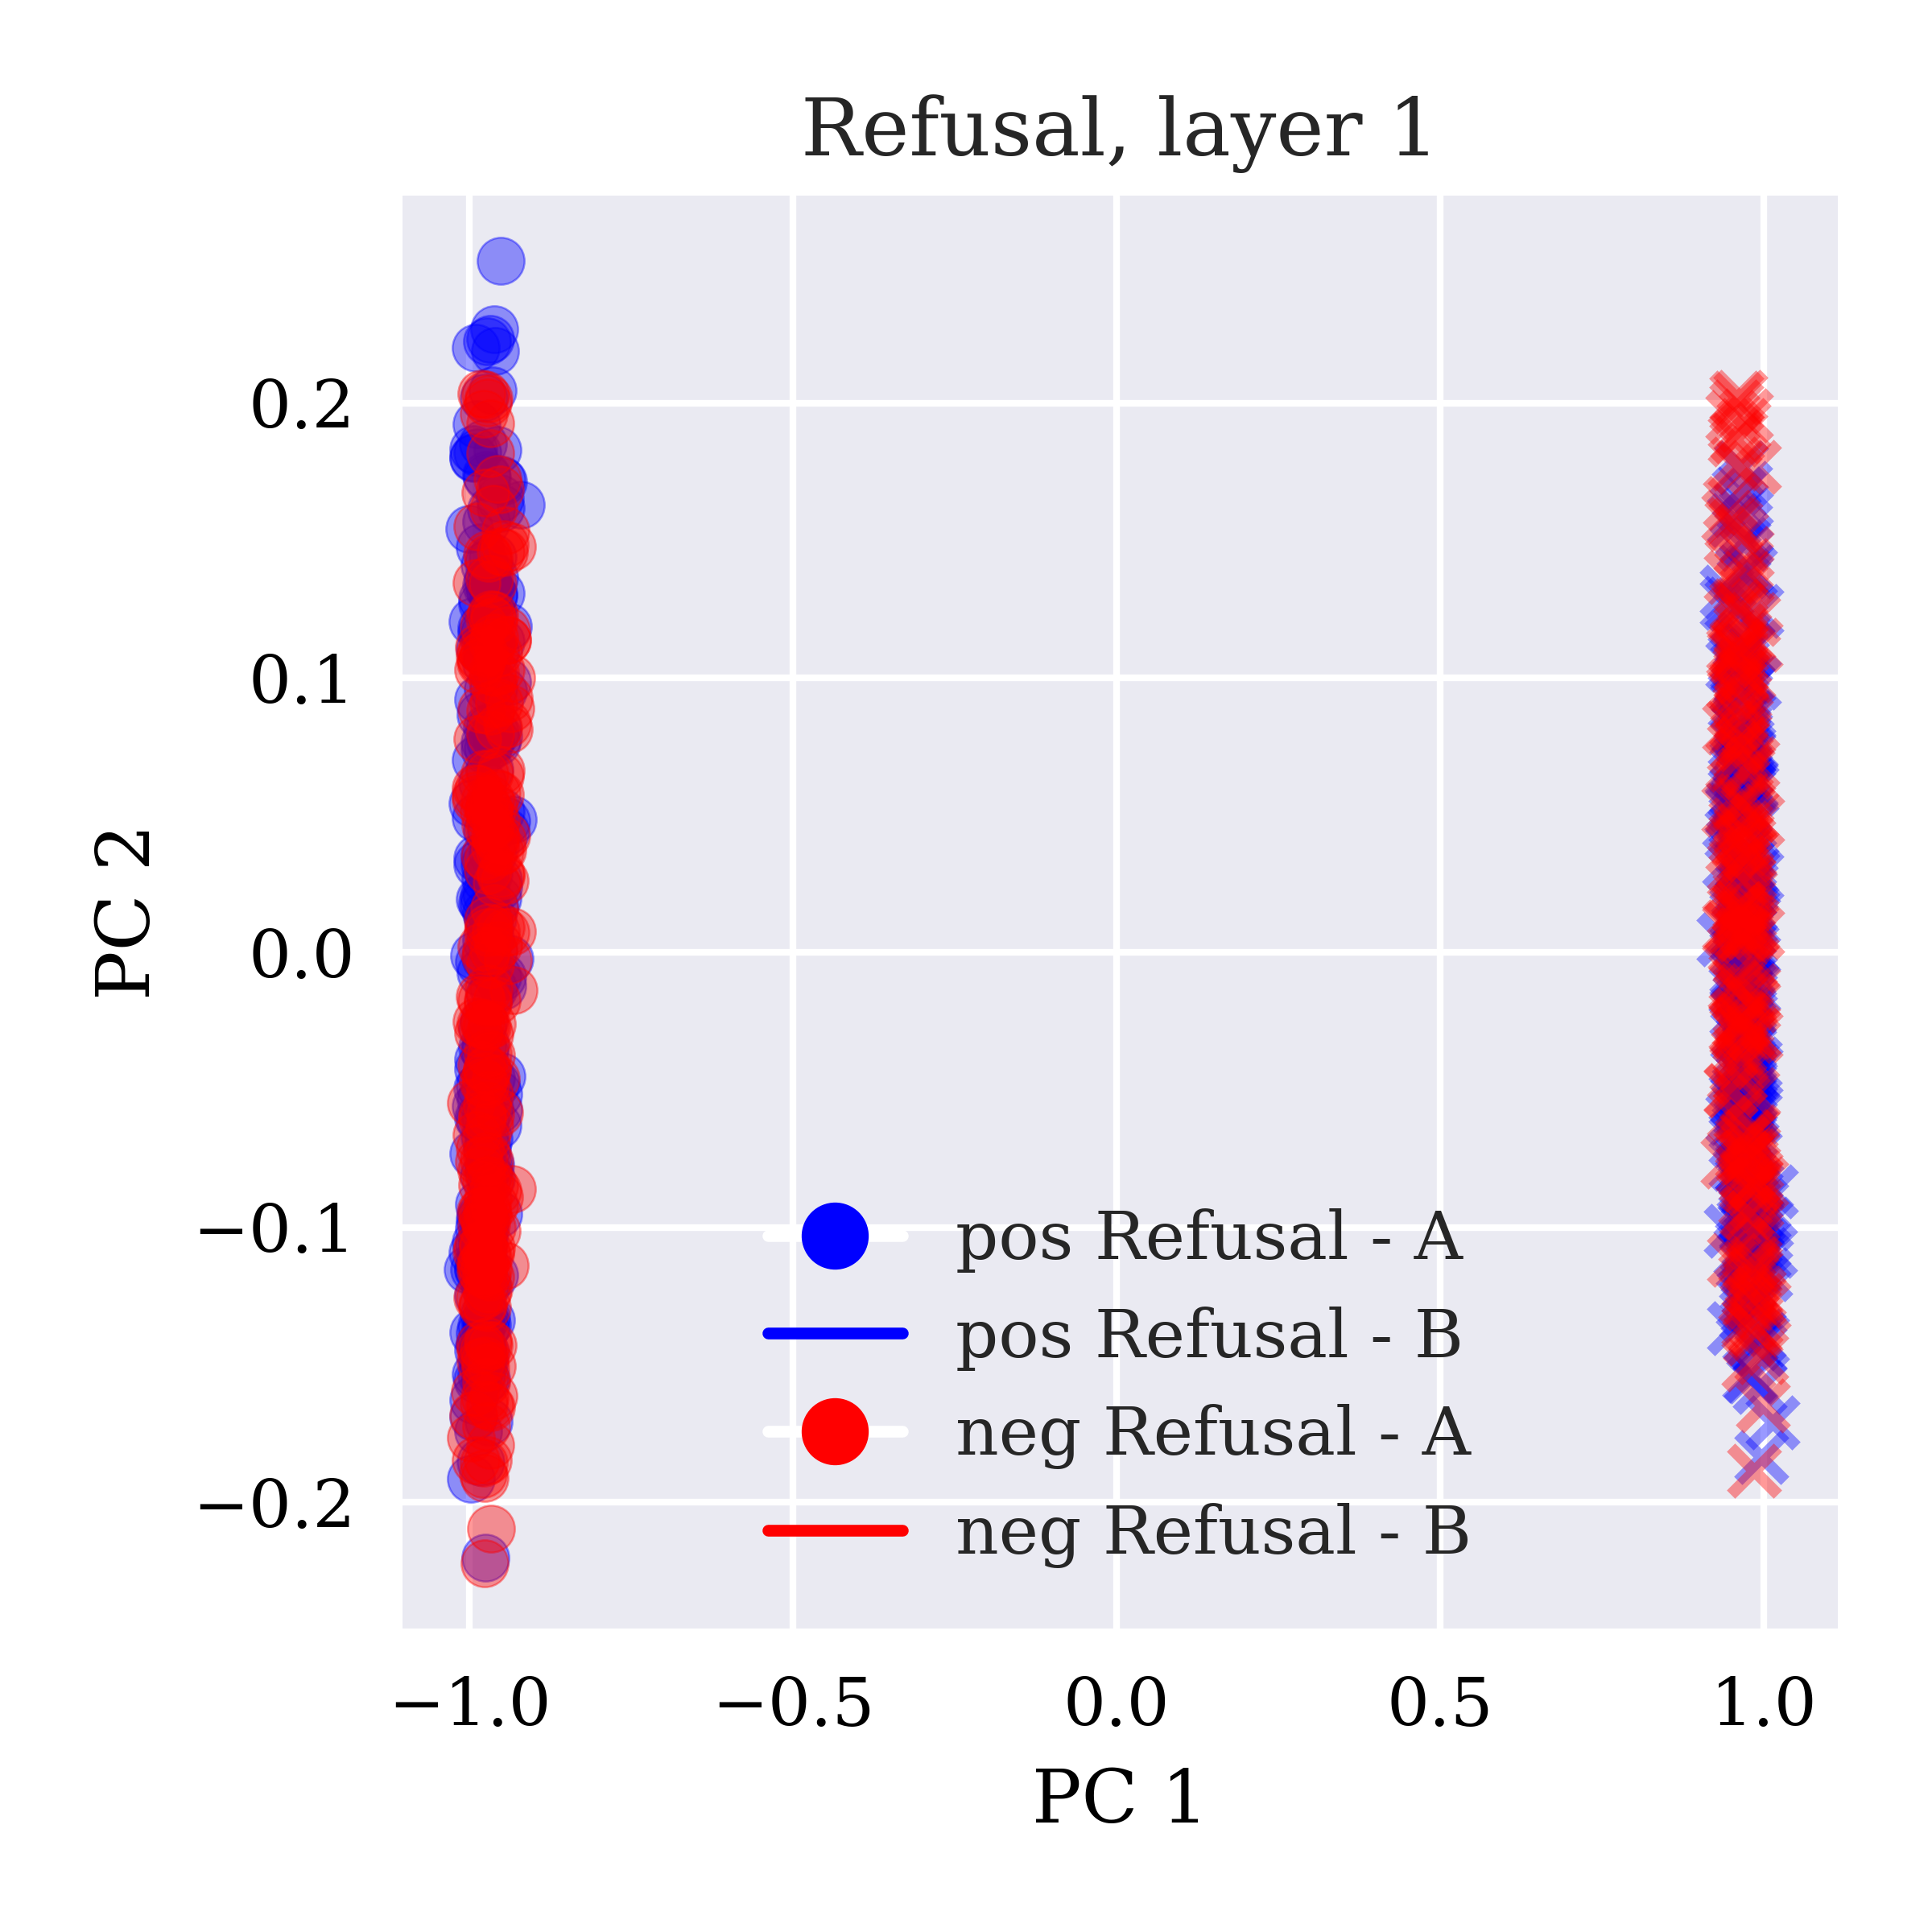 Refusal, layer 1
PC 2
0.2
0.1
0.0
−0.1
−0.2
pos Refusal - A
pos Refusal - B
neg Refusal - A
neg Refusal - B
−1.0 −0.5 0.0 0.5 1.0
PC 1